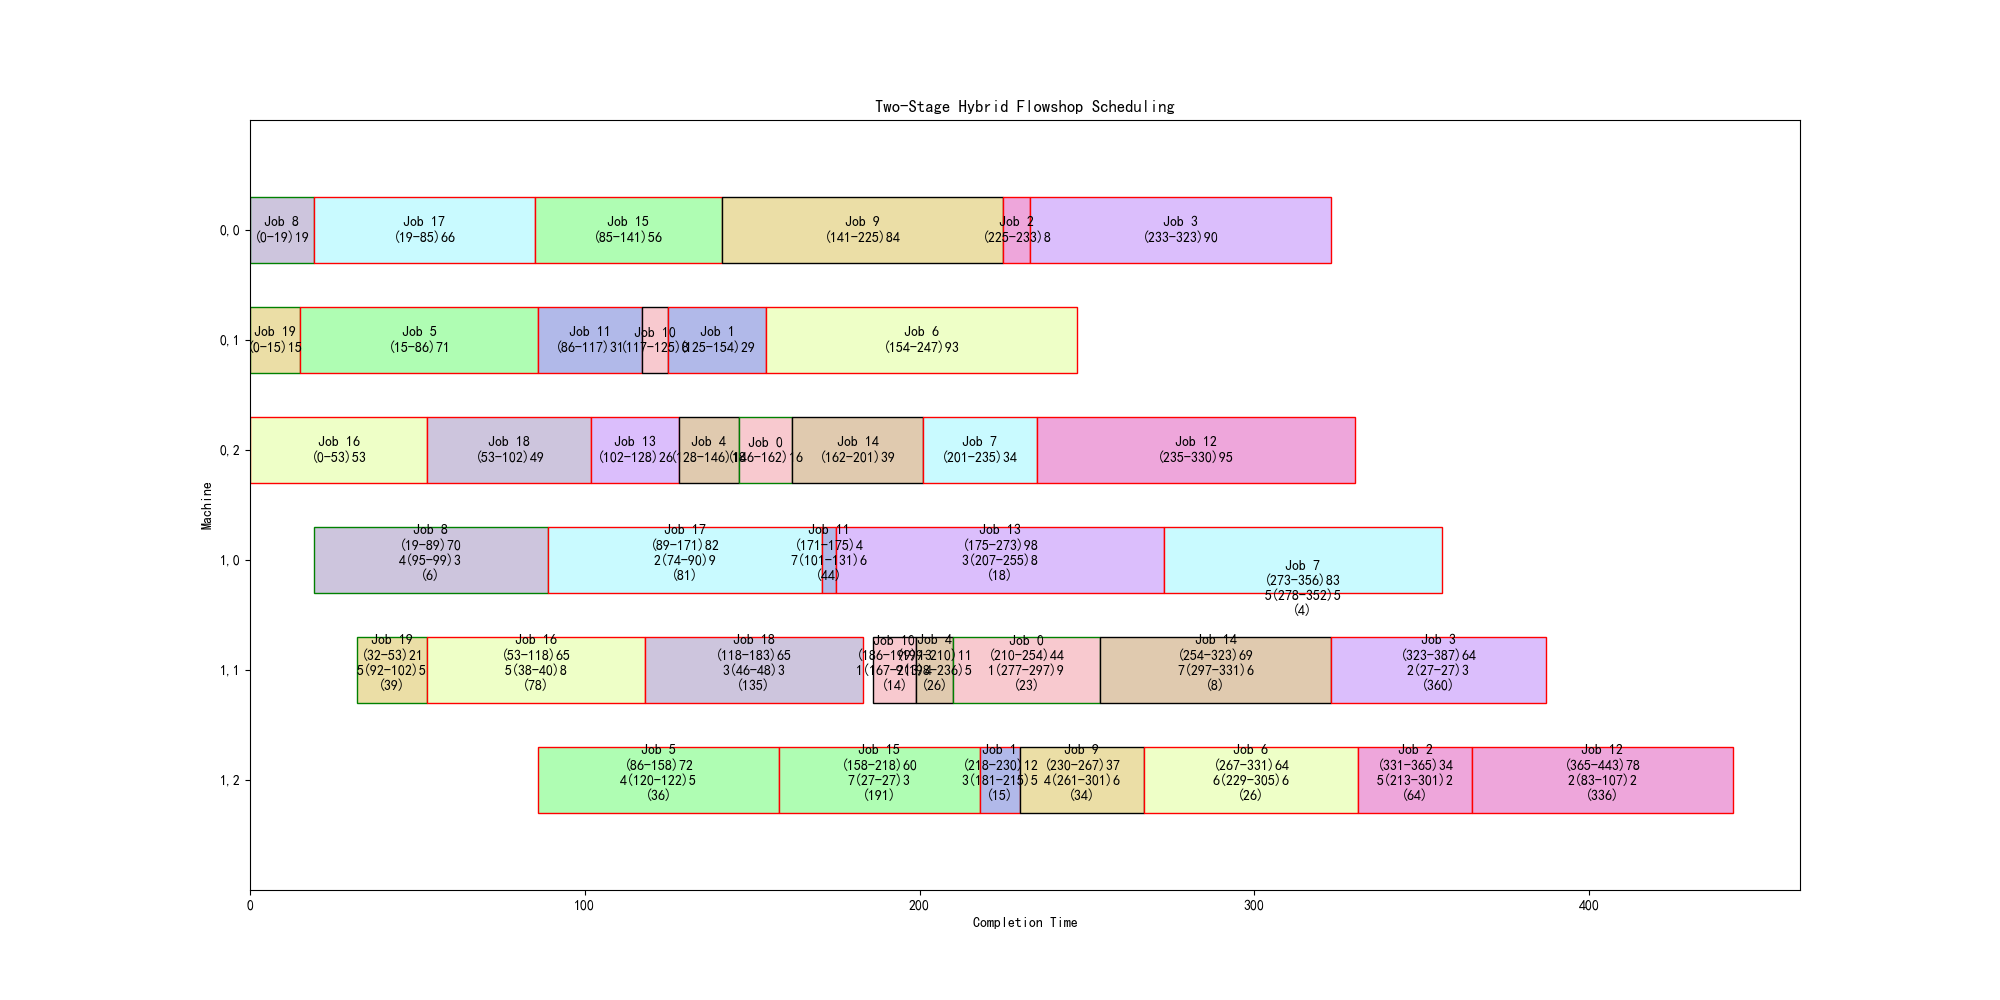 Two-Stage Hybrid Flowshop Scheduling
Machine
0,0
Job 8
(0-19)19
Job 17
(19-85)66
Job 15
(85-141)56
Job 9
(141-225)84
Job 2
(225-233)8
Job 3
(233-323)90
0,1
Job 19
(0-15)15
Job 5
(15-86)71
Job 11
(86-117)31
Job 10
(117-125)8
Job 1
(125-154)29
Job 6
(154-247)93
0,2
Job 16
(0-53)53
Job 18
(53-102)49
Job 13
(102-128)26
Job 4
(128-146)18
Job 0
(146-162)16
Job 14
(162-201)39
Job 7
(201-235)34
Job 12
(235-330)95
1,0
Job 8
(19-89)70
4(95-99)3
(6)
Job 17
(89-171)82
2(74-90)9
(81)
Job 11
(171-175)4
7(101-131)6
(44)
Job 13
(175-273)98
3(207-255)8
(18)
Job 7
(273-356)83
5(278-352)5
(4)
1,1
Job 19
(32-53)21
5(92-102)5
(39)
Job 16
(53-118)65
5(38-40)8
(78)
Job 18
(118-183)65
3(46-48)3
(135)
Job 10
(186-199)13
(14)
Job 4
(199-210)11
(26)
Job 0
(210-254)44
1(277-297)9
(23)
Job 14
(254-323)69
7(297-331)6
(8)
Job 3
(323-387)64
2(27-27)3
(360)
1,2
Job 5
(86-158)72
4(120-122)5
(36)
Job 15
(158-218)60
7(27-27)3
(191)
Job 1
(218-230)12
3(181-215)5
(15)
Job 9
(230-267)37
4(261-301)6
(34)
Job 6
(267-331)64
6(229-305)6
(26)
Job 2
(331-365)34
5(213-301)2
(64)
Job 12
(365-443)78
2(83-107)2
(336)
0
100
200
300
400
Completion Time